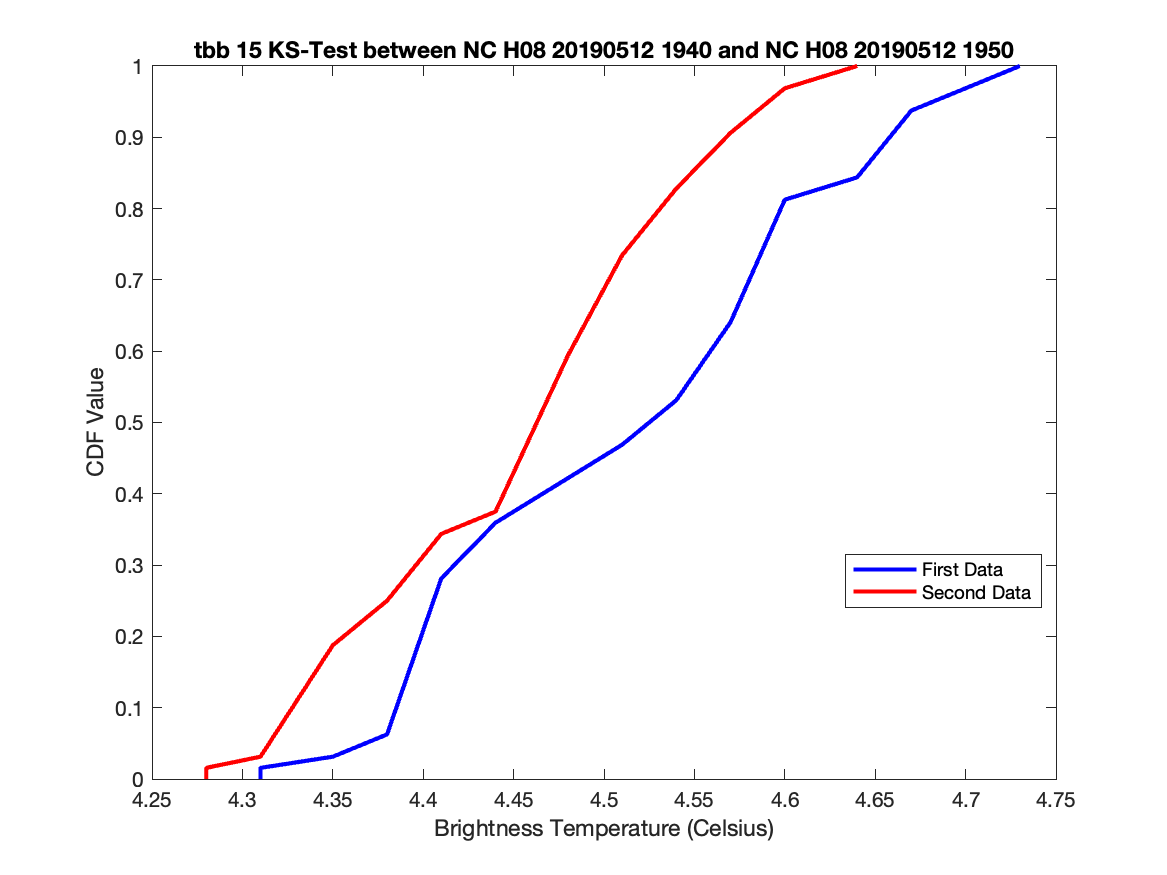 tbb 15 KS-Test between NC H08 20190512 1940 and NC H08 20190512 1950
1
0.9
0.8
0.7
0.6
0.5
0.4
0.3
0.2
0.1
0
CDF Value
First Data
Second Data
4.25 4.3 4.35 4.4 4.45 4.5 4.55 4.6 4.65 4.7 4.75
Brightness Temperature (Celsius)